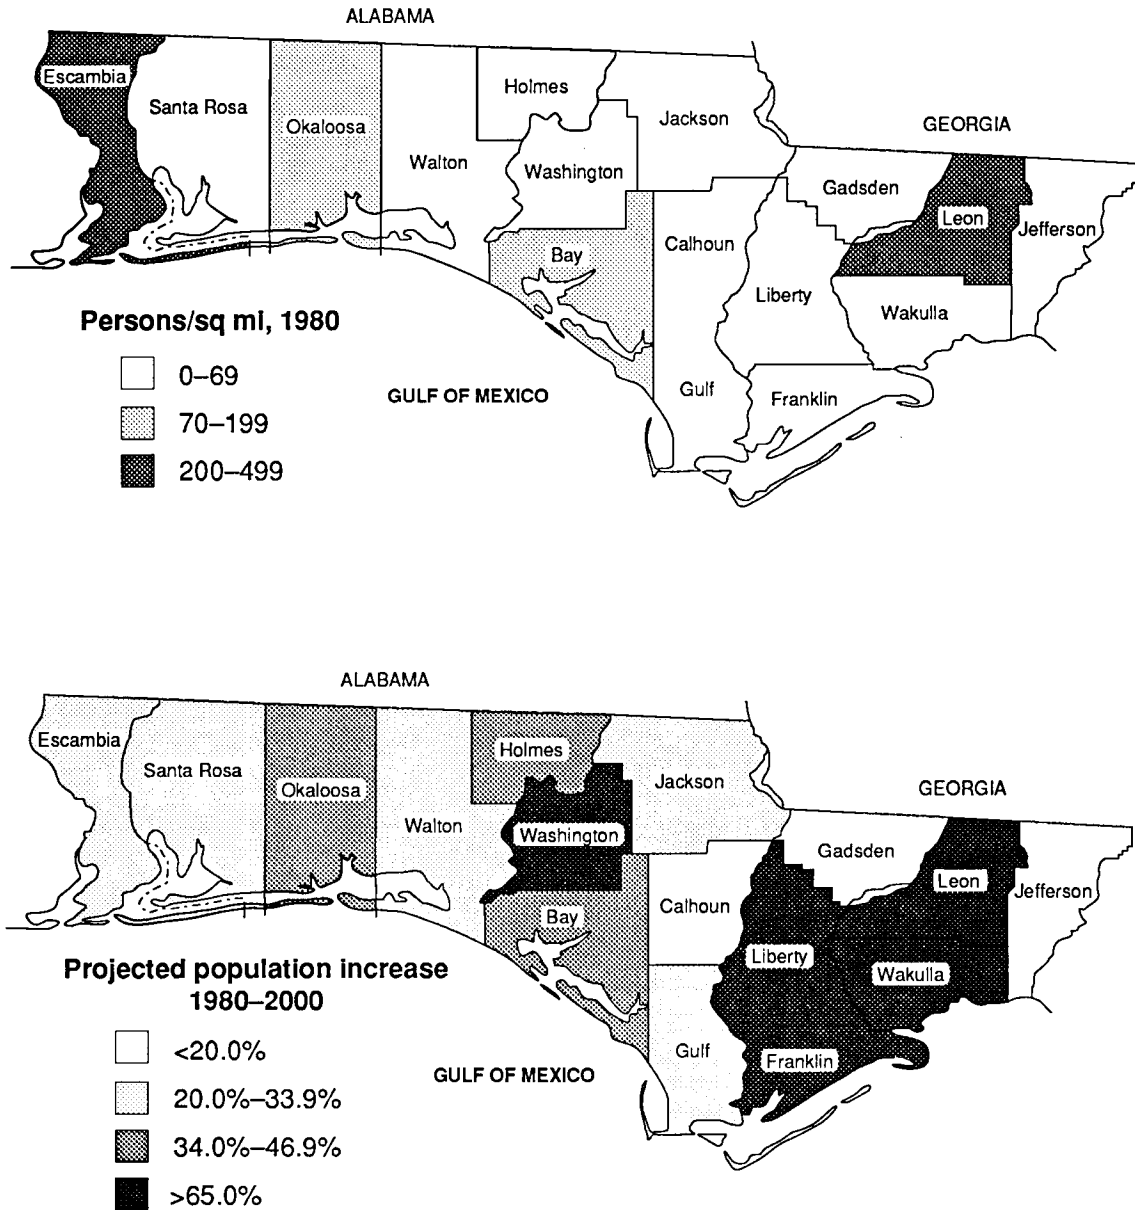 ALABAMA
Escambia
Santa Rosa
Okaloosa
Walton
Holmes
Washington
Jackson
GEORGIA
Gadsden
Leon
Jefferson
Bay
Calhoun
Liberty
Wakulla
Gulf
Franklin
Persons/sq mi, 1980
0–69
70–199
200–499
GULF OF MEXICO
ALABAMA
Escambia
Santa Rosa
Okaloosa
Walton
Holmes
Washington
Jackson
GEORGIA
Gadsden
Leon
Jefferson
Bay
Calhoun
Liberty
Wakulla
Gulf
Franklin
Projected population increase
1980–2000
<20.0%
20.0%–33.9%
34.0%–46.9%
>65.0%
GULF OF MEXICO